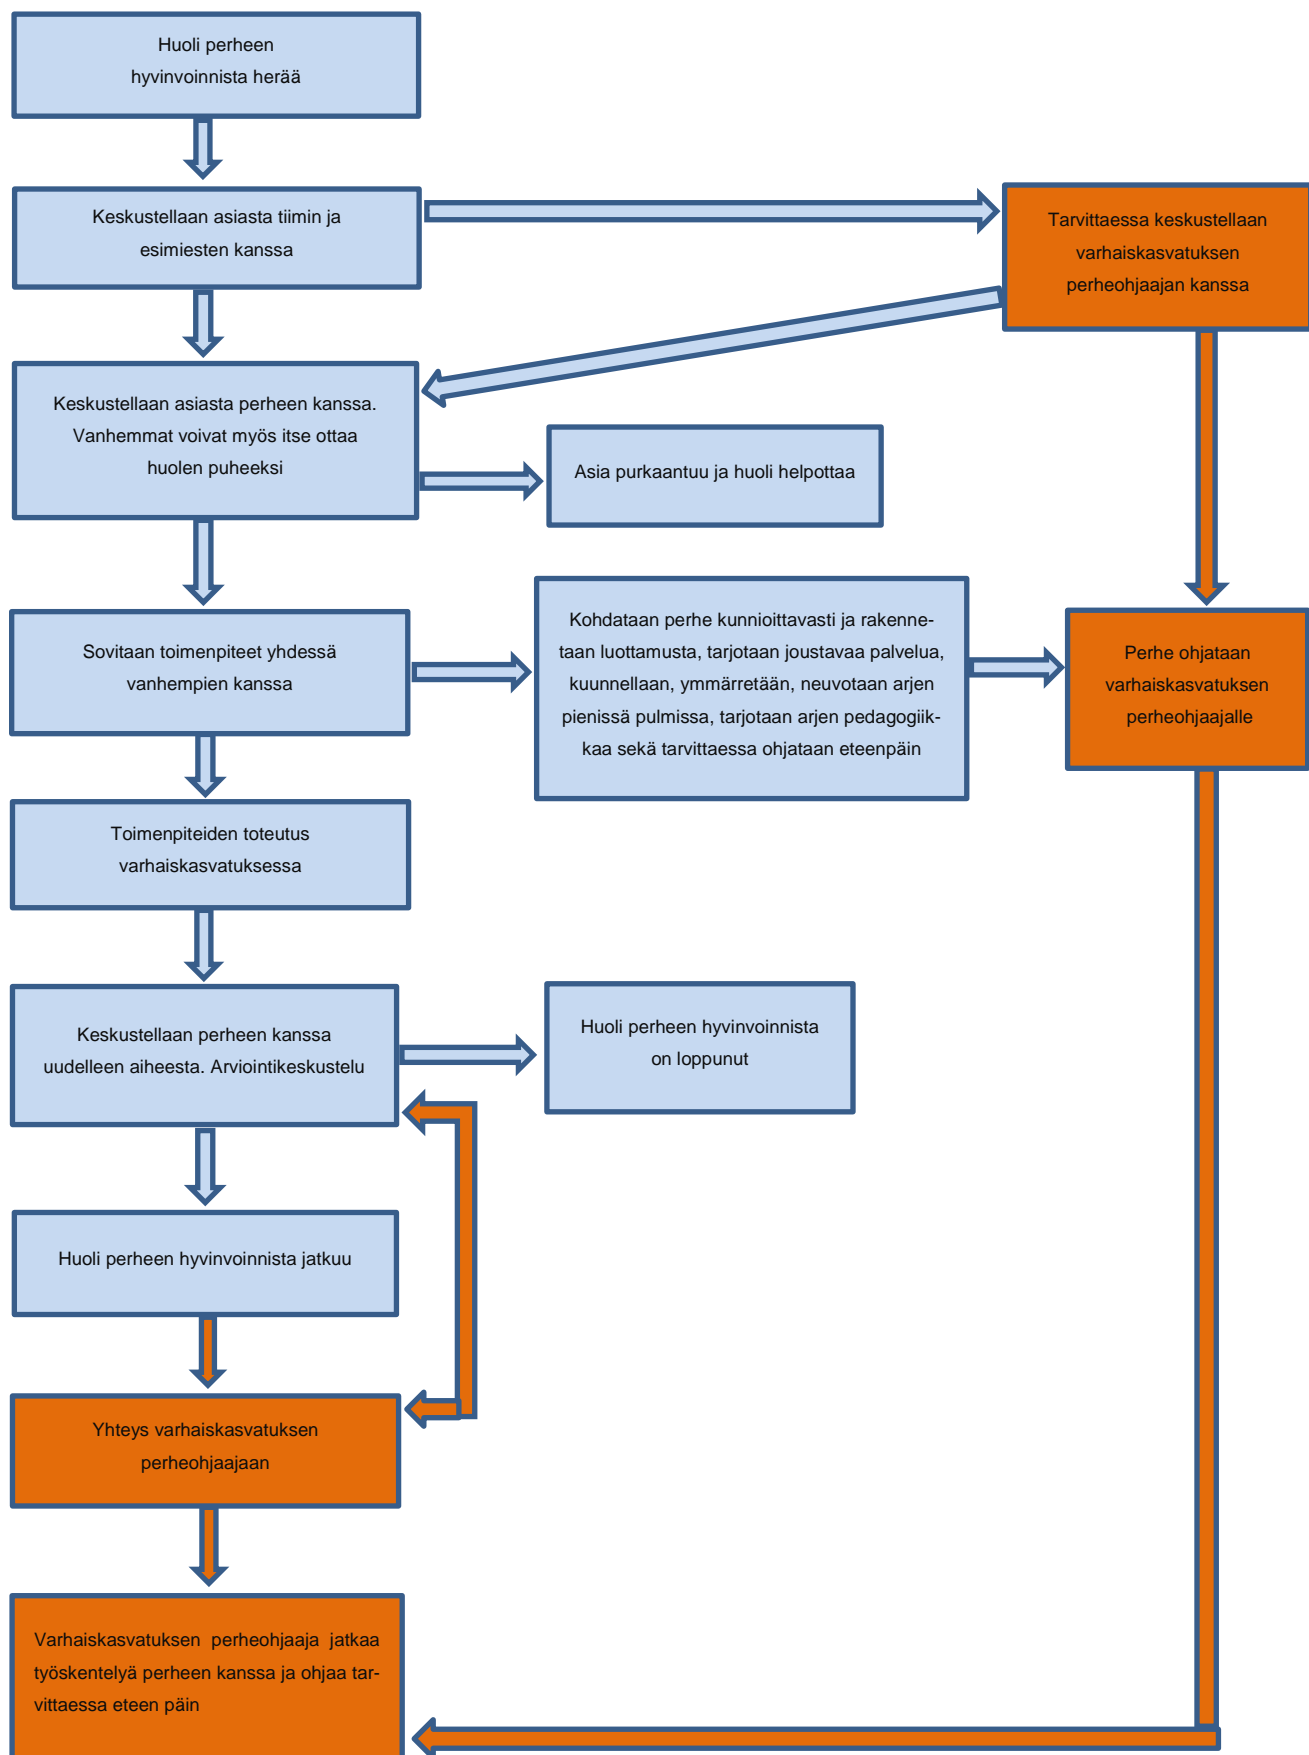 Huoli perheen
hyvinvoinnista herää
Keskustellaan asiasta tiimin ja
esimiesten kanssa
Tarvittaessa keskustellaan
varhaiskasvatuksen
perheohjaajan kanssa
Keskustellaan asiasta perheen kanssa.
Vanhemmat voivat myös itse ottaa
huolen puheeksi
Asia purkaantuu ja huoli helpottaa
Sovitaan toimenpiteet yhdessä
vanhempien kanssa
Kohdataan perhe kunnioittavasti ja rakenne-
taan luottamusta, tarjotaan joustavaa palvelua,
kuunnellaan, ymmärretään, neuvotaan arjen
pienissä pulmissa, tarjotaan arjen pedagogiik-
kaa sekä tarvittaessa ohjataan eteenpäin
Perhe ohjataan
varhaiskasvatuksen
perheohjaajalle
Toimenpiteiden toteutus
varhaiskasvatuksessa
Keskustellaan perheen kanssa
uudelleen aiheesta. Arviointikeskustelu
Huoli perheen hyvinvoinnista
on loppunut
Huoli perheen hyvinvoinnista jatkuu
Yhteys varhaiskasvatuksen
perheohjaajaan
Varhaiskasvatuksen perheohjaaja jatkaa
työskentelyä perheen kanssa ja ohjaa tar-
vittaessa eteen päin